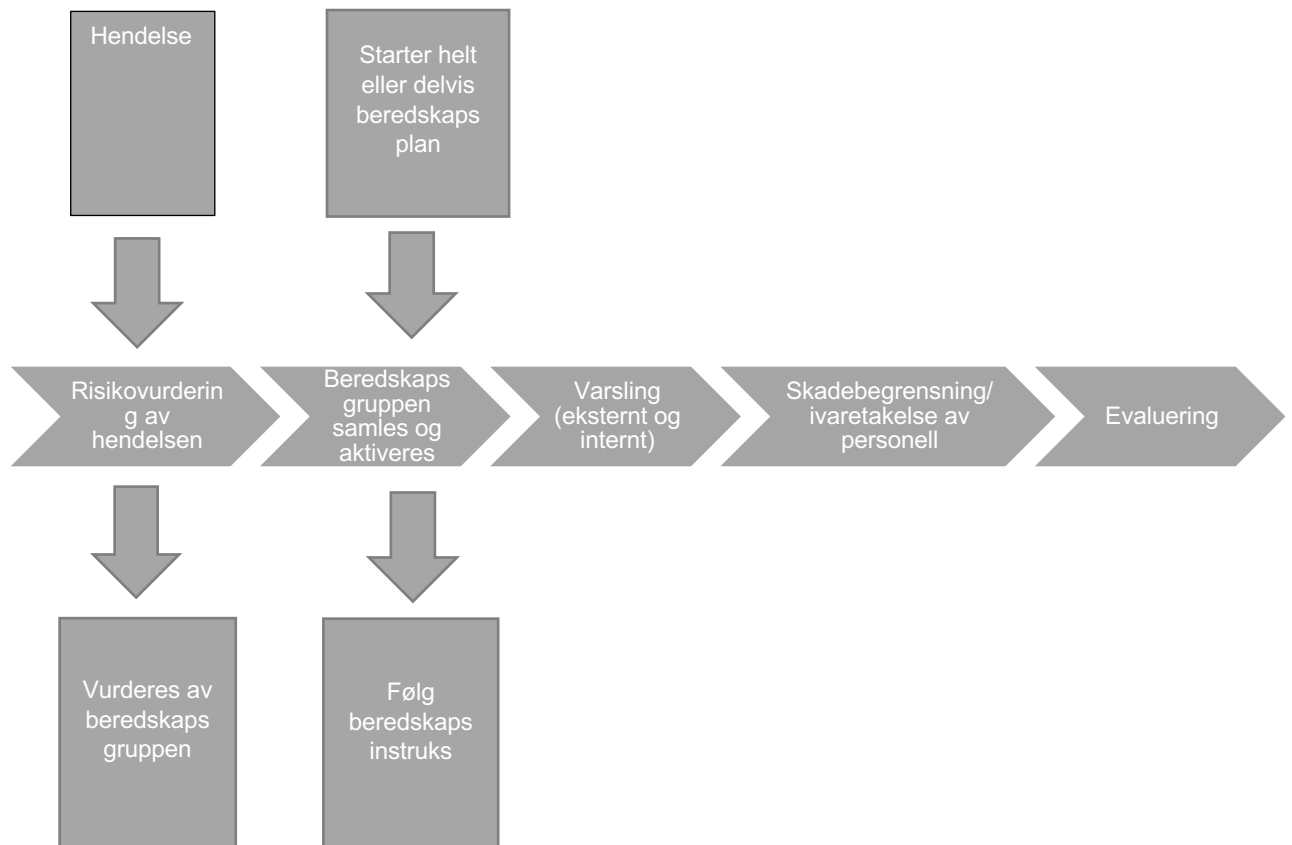 Hendelse
Starter helt
eller delvis
beredskaps
plan
Risikovurderin
g av
hendelsen
Beredskaps
gruppen
samles og
aktiveres
Varsling
(eksternt og
internt)
Skadebegrensning/
ivaretakelse av
personell
Evaluering
Vurderes av
beredskaps
gruppen
Følg
beredskaps
instruks